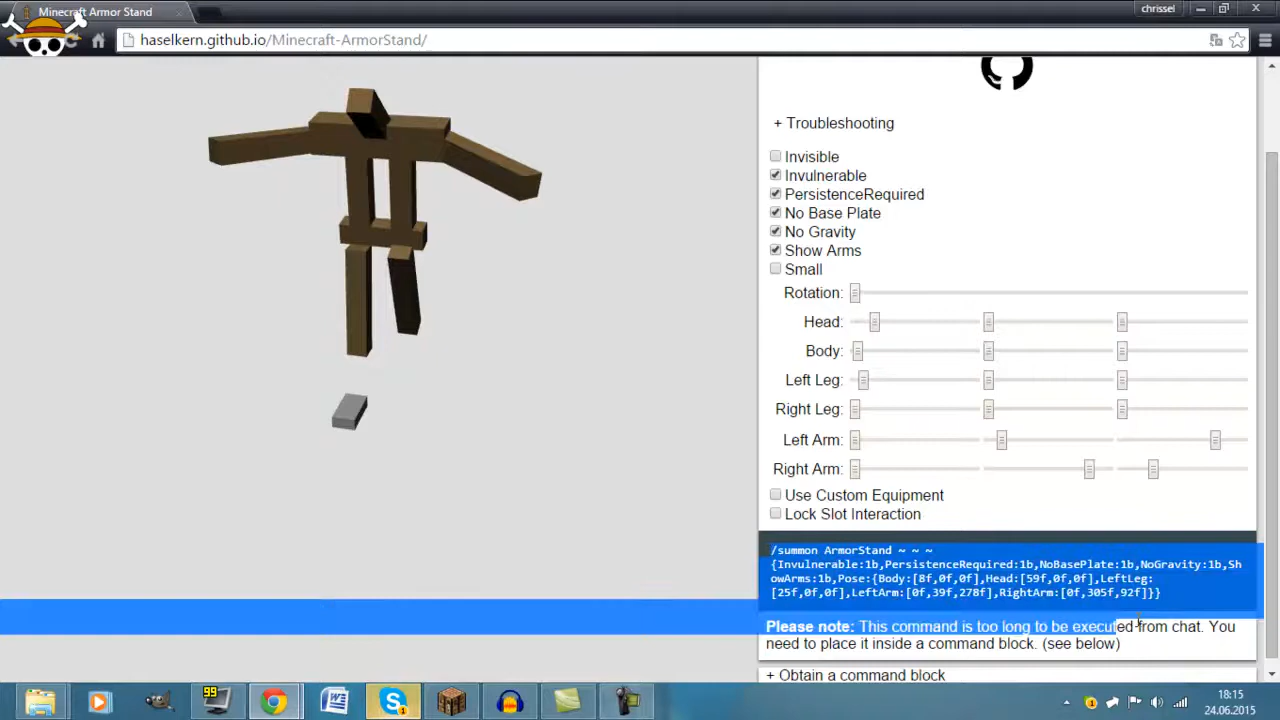 Minecraft Armor Stand
chrissel
haselkern.github.io/Minecraft-ArmorStand/
+ Troubleshooting
Invisible
Invulnerable
PersistenceRequired
No Base Plate
No Gravity
Show Arms
Small
Rotation:
Head:
Body:
Left Leg:
Right Leg:
Left Arm:
Right Arm:
Use Custom Equipment
Lock Slot Interaction
/summon ArmorStand ~ ~ ~
{Invulnerable:1b,PersistenceRequired:1b,NoBasePlate:1b,NoGravity:1b,Sh
owArms:1b,Pose:{Body:[8f,0f,0f],Head:[59f,0f,0f],LeftLeg:
[25f,0f,0f],LeftArm:[0f,39f,278f],RightArm:[0f,305f,92f]}}
Please note: This command is too long to be executed from chat. You
need to place it inside a command block. (see below)
+ Obtain a command block
99
18:15
24.06.2015